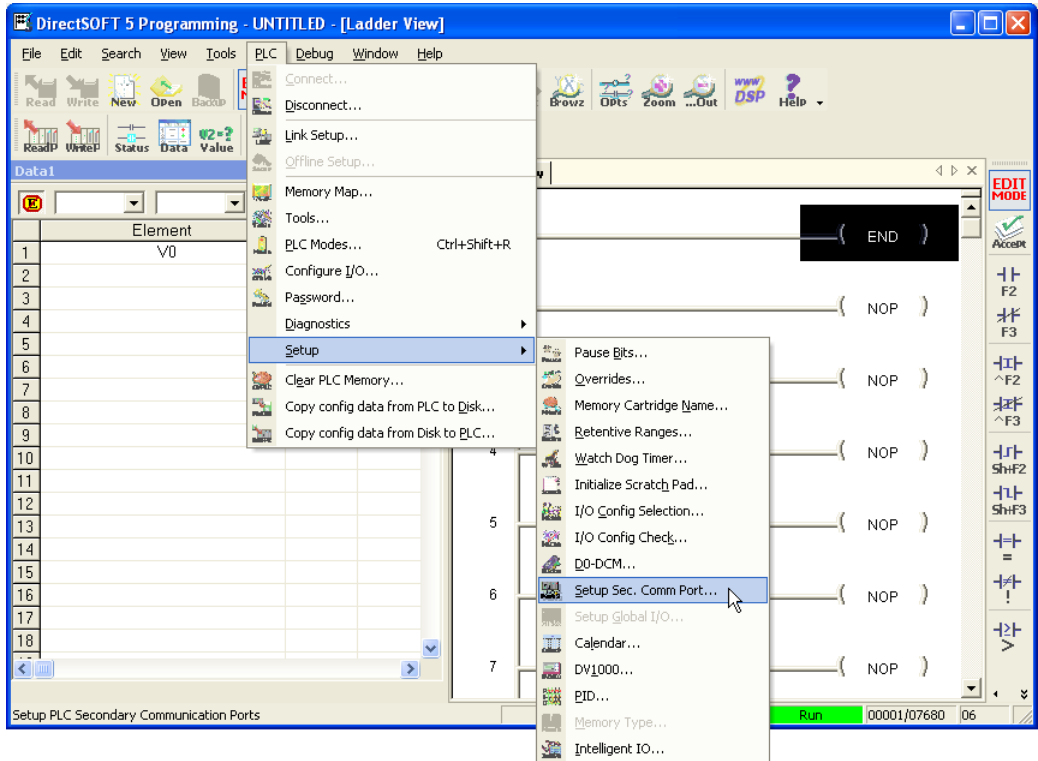 DirectSOFT 5 Programming - UNTITLED - [Ladder View]
File Edit Search View Tools PLC Debug Window Help
Read Write New Open Backup
Browz Opts Zoom ...Out DSP Help
ReadP WriteP Status Data Value
Data1
Element
1 V0
2
3
4
5
6
7
8
9
10
11
12
13
14
15
16
17
18
Connect...
Disconnect...
Link Setup...
Offline Setup...
Memory Map...
Tools...
PLC Modes... Ctrl+Shift+R
Configure I/O...
Password...
Diagnostics
Setup
Clear PLC Memory...
Copy config data from PLC to Disk...
Copy config data from Disk to PLC...
Pause Bits...
Overrides...
Memory Cartridge Name...
Retentive Ranges...
Watch Dog Timer...
Initialize Scratch Pad...
I/O Config Selection...
I/O Config Check...
D0-DCM...
Setup Sec. Comm Port...
Setup Global I/O...
Calendar...
DV1000...
PID...
Memory Type...
Intelligent IO...
( END )
( NOP )
( NOP )
4 ( NOP )
5 ( NOP )
6 ( NOP )
7 ( NOP )
EDIT MODE
Accept
F2
F3
^F2
^F3
Sh+F2
Sh+F3
=
!
>
Setup PLC Secondary Communication Ports
Run 00001/07680 06